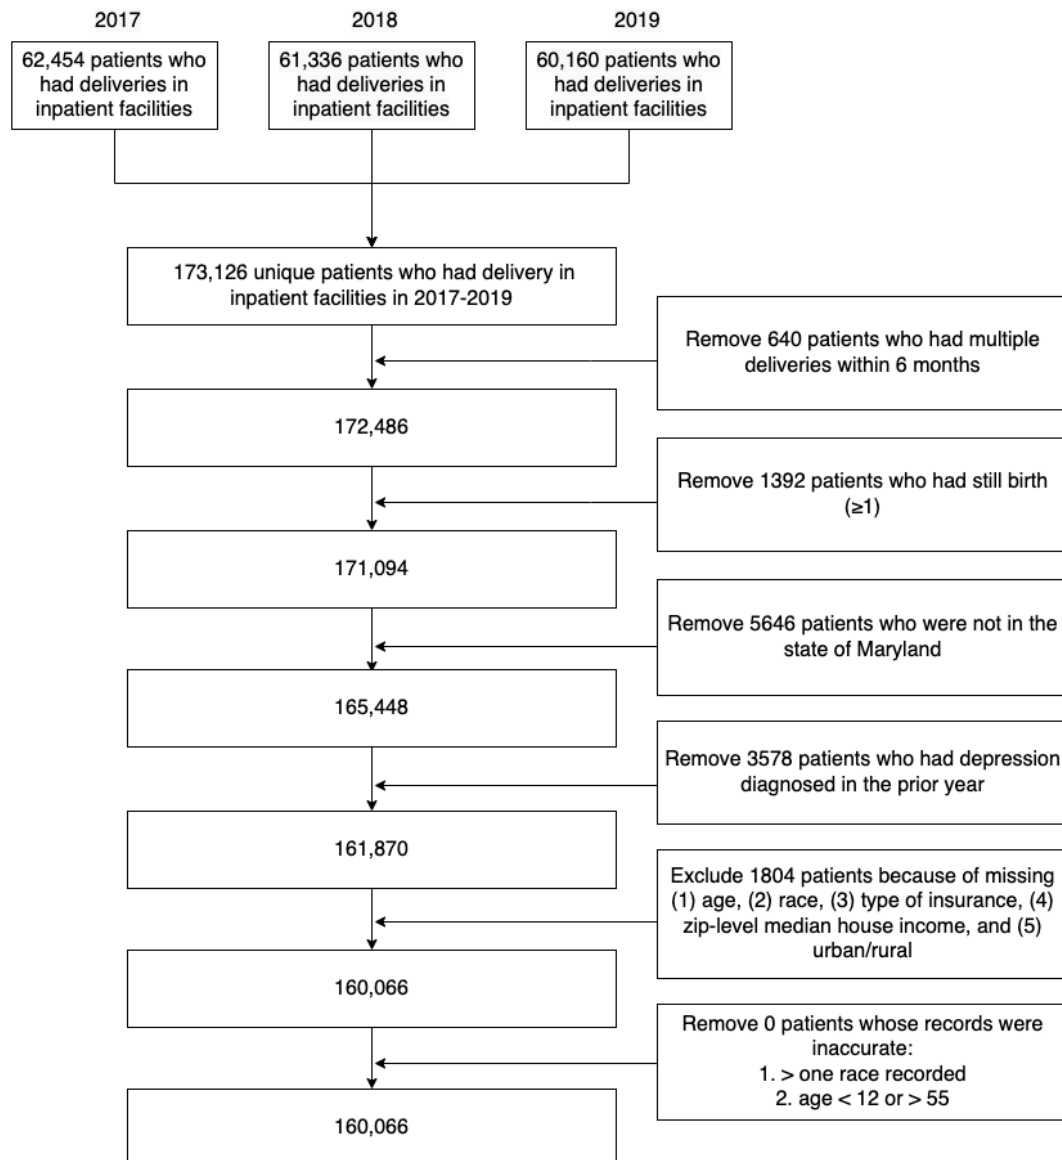 2017
2018
2019
62,454 patients who
had deliveries in
inpatient facilities
61,336 patients who
had deliveries in
inpatient facilities
60,160 patients who
had deliveries in
inpatient facilities
173,126 unique patients who had delivery in
inpatient facilities in 2017-2019
Remove 640 patients who had multiple
deliveries within 6 months
172,486
Remove 1392 patients who had still birth
(≥1)
171,094
Remove 5646 patients who were not in the
state of Maryland
165,448
Remove 3578 patients who had depression
diagnosed in the prior year
161,870
Exclude 1804 patients because of missing
(1) age, (2) race, (3) type of insurance, (4)
zip-level median house income, and (5)
urban/rural
160,066
Remove 0 patients whose records were
inaccurate:
1. > one race recorded
2. age < 12 or > 55
160,066